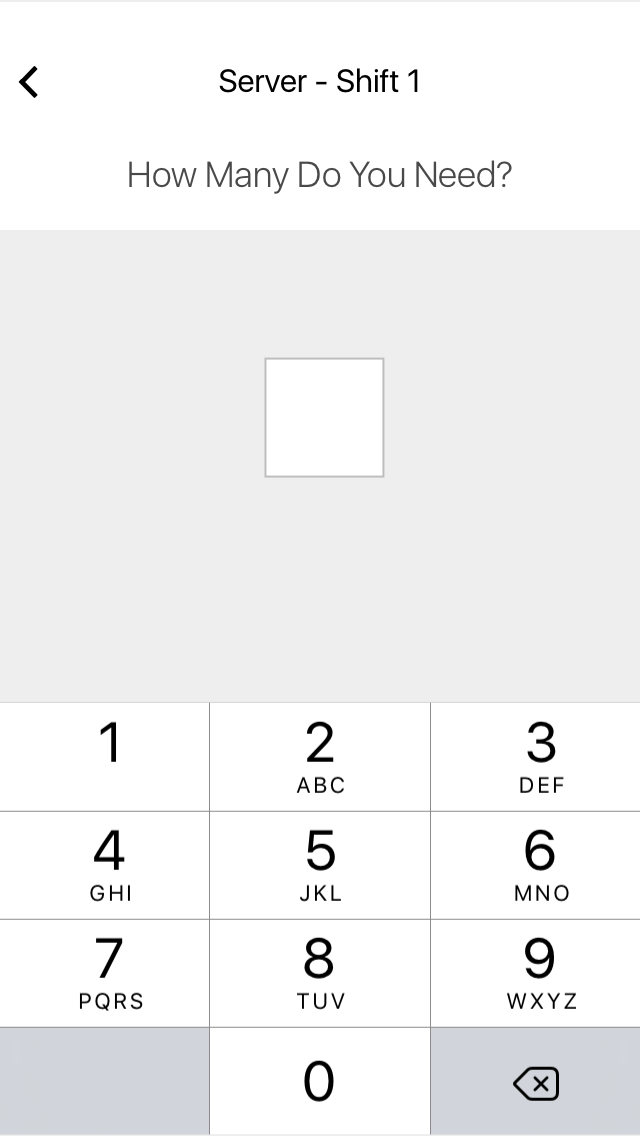 Server - Shift 1
How Many Do You Need?
1 2 3
ABC DEF
4 5 6
GHI JKL MNO
7 8 9
PQRS TUV WXYZ
0